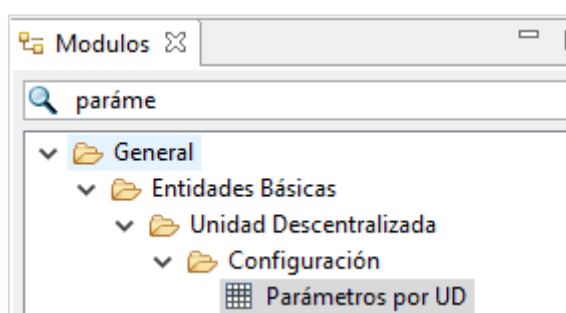 Modulos
paráme
General
Entidades Básicas
Unidad Descentralizada
Configuración
Parámetros por UD